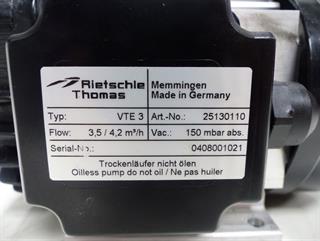 Rietschle
Thomas
Memmingen
Made in Germany
Typ: VTE 3 Art.-No.: 25130110
Flow: 3,5 / 4,2 m³/h Vac.: 150 mbar abs.
Serial-No.: 0408001021
Trockenläufer nicht ölen
Oilless pump do not oil / Ne pas huiler